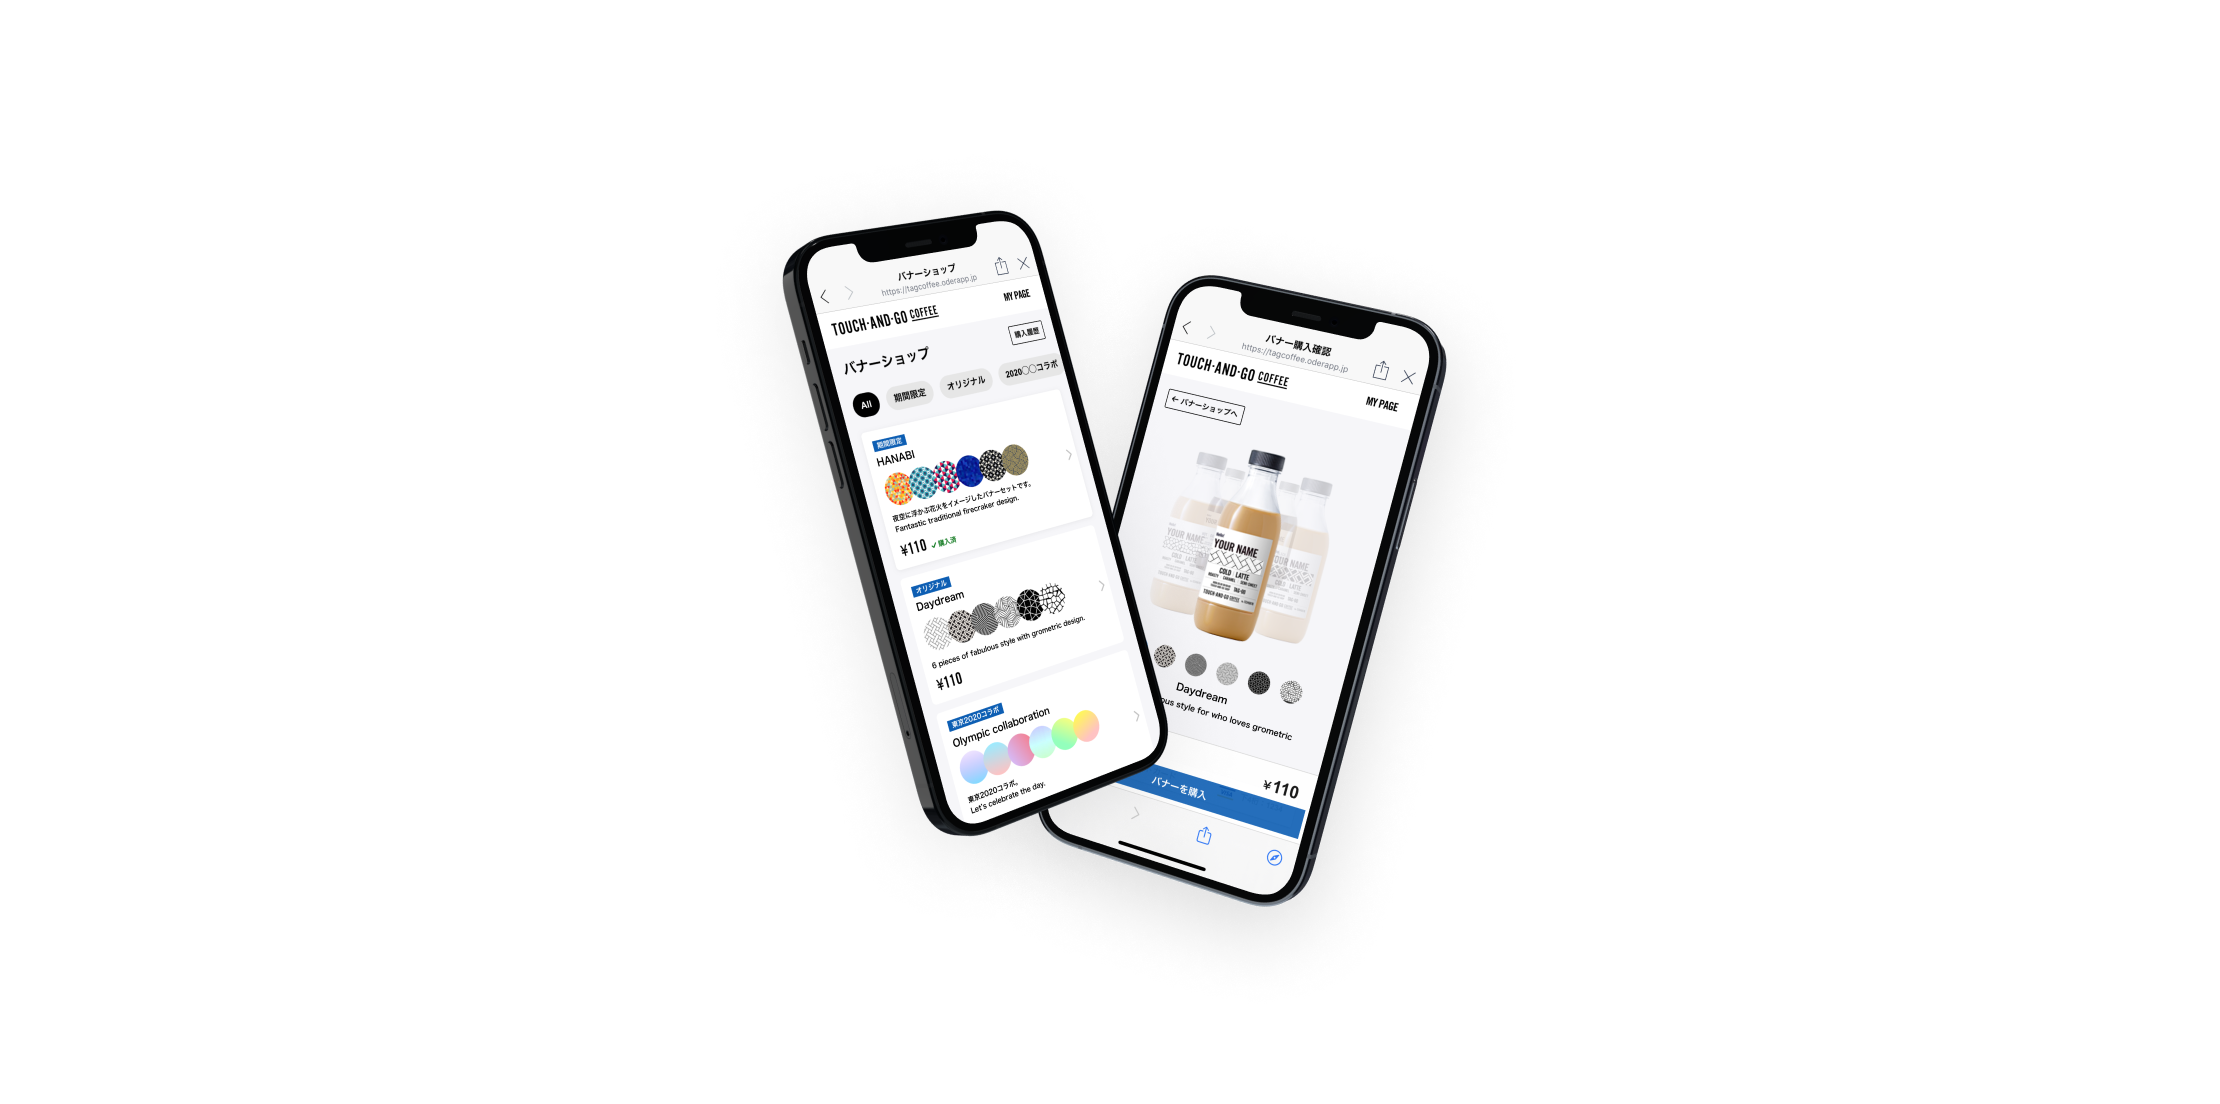 バナーショップ
https://tagcoffee.oderapp.jp
TOUCH-AND-GO COFFEE
MY PAGE
バナーショップ
購入履歴
All
期間限定
オリジナル
2020〇〇コラボ
期間限定
HANABI
夜空に浮かぶ花火をイメージしたバナーセットです。
Fantastic traditional firecraker design.
¥110
購入済
オリジナル
Daydream
6 pieces of fabulous style with grometric design.
¥110
東京2020コラボ
Olympic collaboration
東京2020コラボ。
Let's celebrate the day.
バナー購入確認
https://tagcoffee.oderapp.jp
TOUCH-AND-GO COFFEE
MY PAGE
← バナーショップへ
YOUR NAME
COLD LATTE
CARAMEL
TAG-00
TOUCH-AND-GO COFFEE
Daydream
ous style for who loves grometric
¥110
バナーを購入